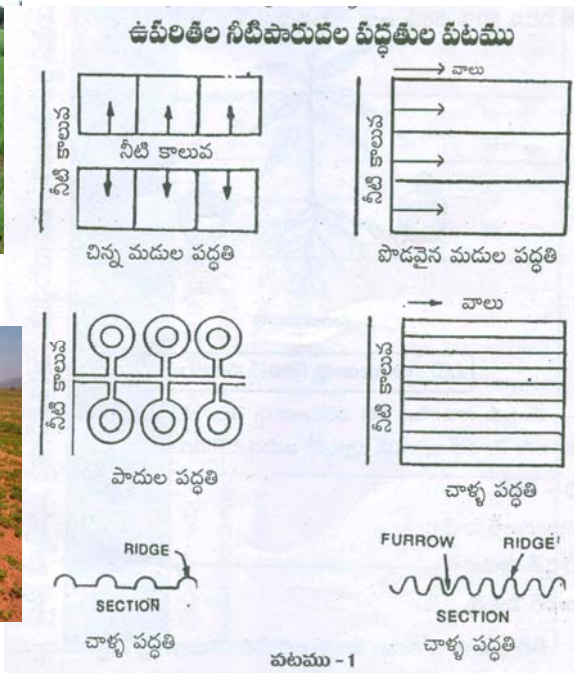 ఉపరితల నీటిపారుదల పద్ధతుల పటము
నీటి కాలువ
నీటి కాలువ
చిన్న మడుల పద్ధతి
నీటి కాలువ
వాలు
పొడవైన మడుల పద్ధతి
నీటి కాలువ
పాదుల పద్ధతి
వాలు
నీటి కాలువ
చాళ్ళ పద్ధతి
RIDGE
SECTION
చాళ్ళ పద్ధతి
FURROW RIDGE
SECTION
చాళ్ళ పద్ధతి
పటము - 1